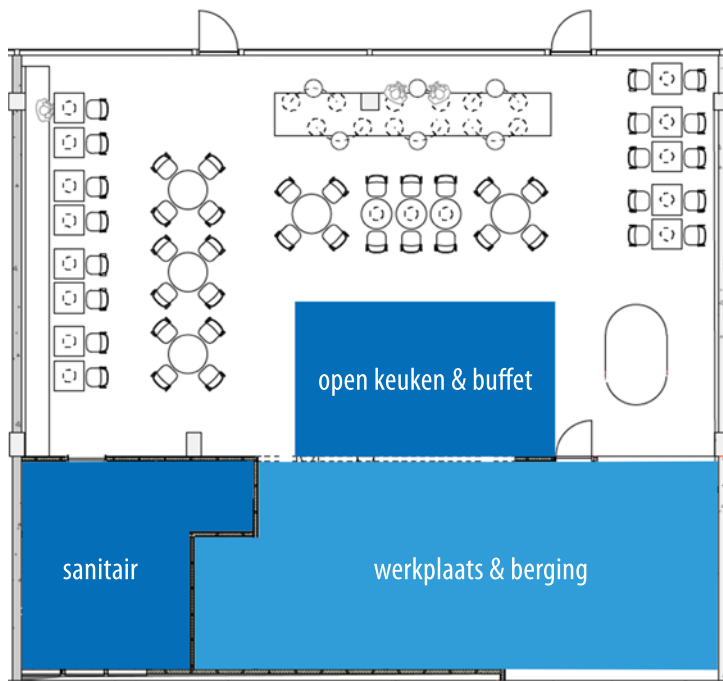 open keuken & buffet
sanitair
werkplaats & berging